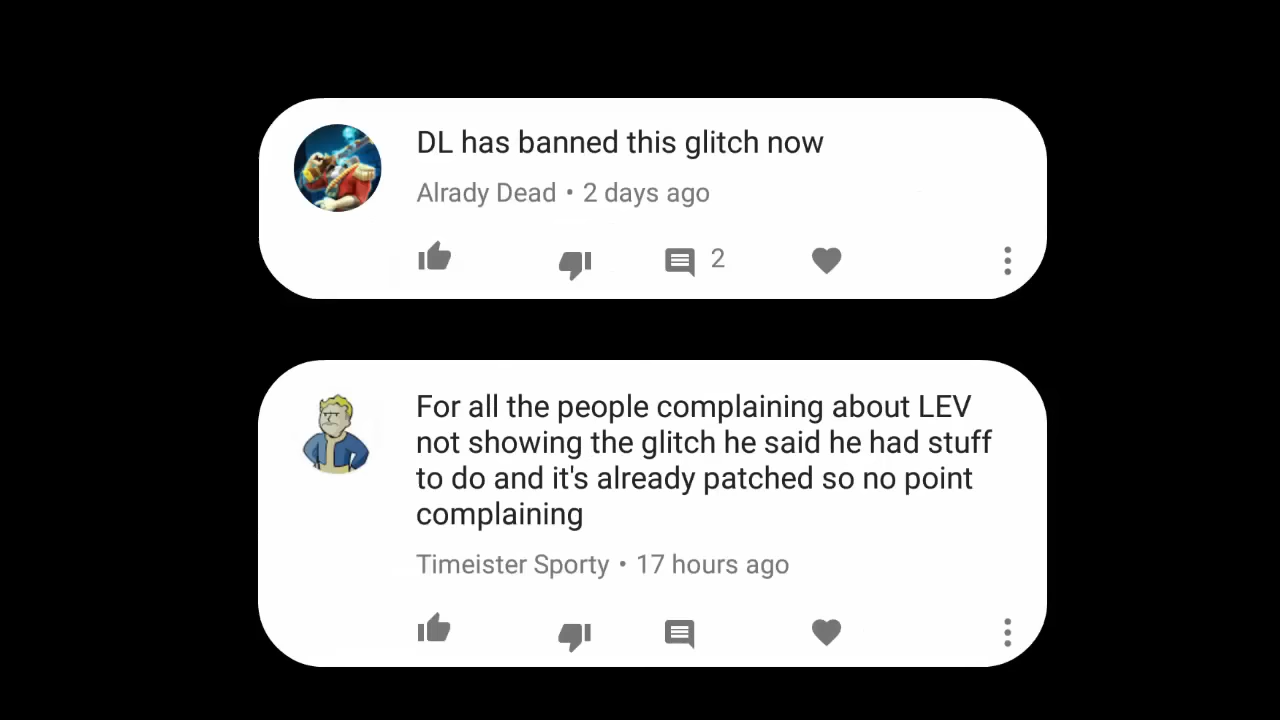 DL has banned this glitch now
Alrady Dead • 2 days ago
2
For all the people complaining about LEV
not showing the glitch he said he had stuff
to do and it's already patched so no point
complaining
Timeister Sporty • 17 hours ago